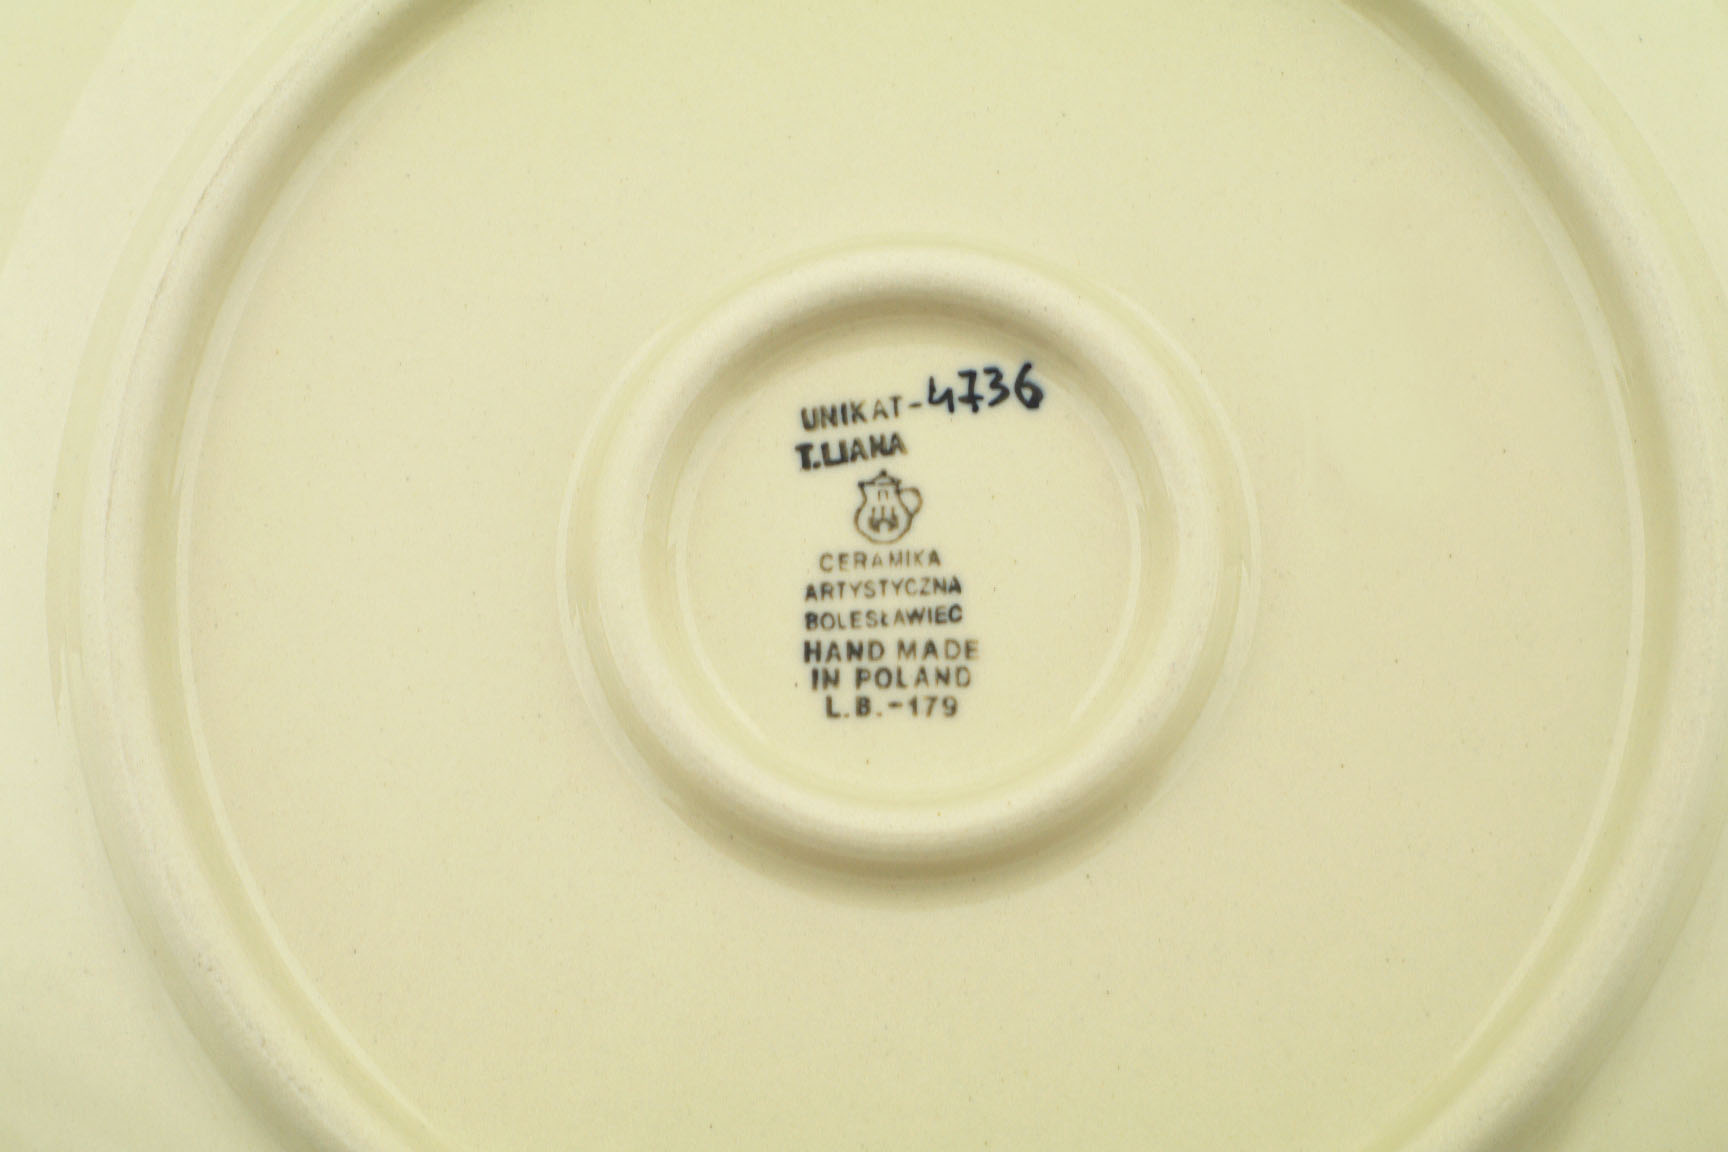 UNIKAT-4736
T.LIANA
CERAMIKA
ARTYSTYCZNA
BOLESŁAWIEC
HAND MADE
IN POLAND
L.B.-179